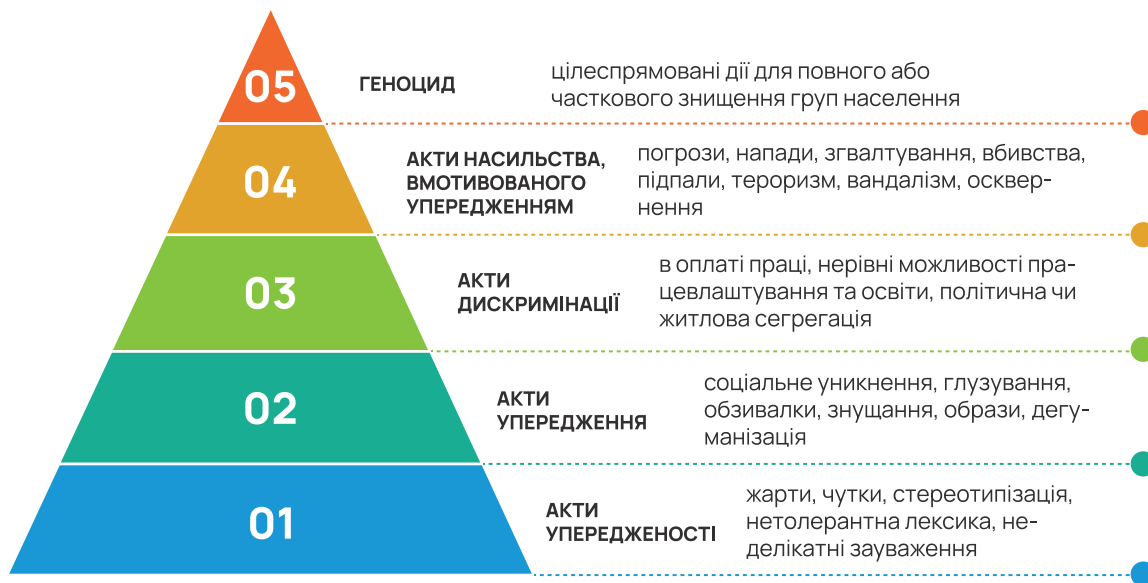 05
ГЕНОЦИД
цілеспрямовані дії для повного або
часткового знищення груп населення
04
АКТИ НАСИЛЬСТВА,
ВМОТИВОВАНОГО
УПЕРЕДЖЕННЯМ
погрози, напади, зґвалтування, вбивства,
підпали, тероризм, вандалізм, осквер-
нення
03
АКТИ
ДИСКРИМІНАЦІЇ
в оплаті праці, нерівні можливості пра-
цевлаштування та освіти, політична чи
житлова сегрегація
02
АКТИ
УПЕРЕДЖЕННЯ
соціальне уникнення, глузування,
обзивалки, знущання, образи, дегу-
манізація
01
АКТИ
УПЕРЕДЖЕНОСТІ
жарти, чутки, стереотипізація,
нетолерантна лексика, не-
делікатні зауваження